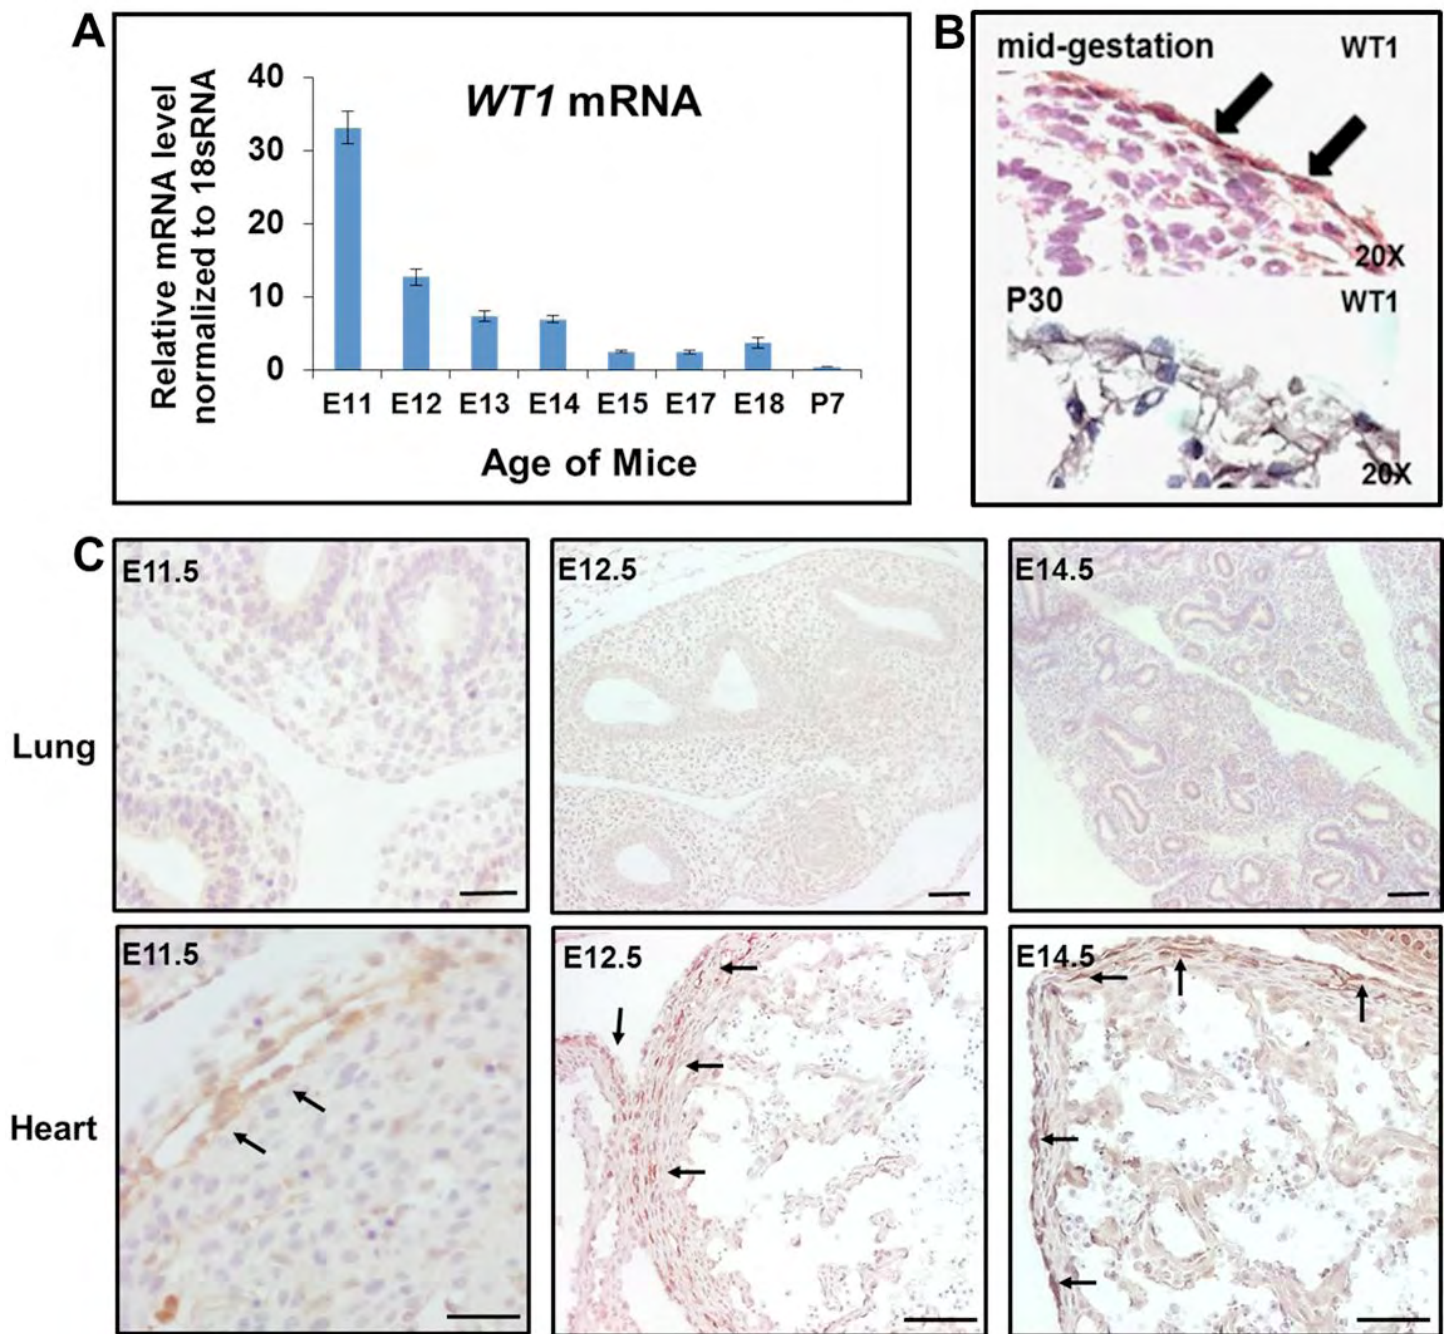 A
WT1 mRNA
Relative mRNA level
normalized to 18sRNA
40
30
20
10
0
E11 E12 E13 E14 E15 E17 E18 P7
Age of Mice
B
mid-gestation WT1
20X
P30 WT1
20X
C
E11.5 E12.5 E14.5
Lung
E11.5 E12.5 E14.5
Heart